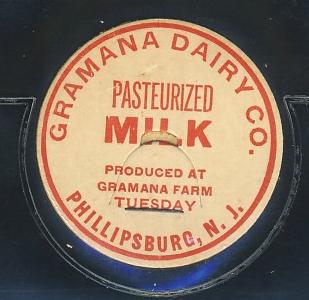 GRAMANA DAIRY CO.
PASTEURIZED
MILK
PRODUCED AT
GRAMANA FARM
TUESDAY
PHILLIPSBURG, N. J.